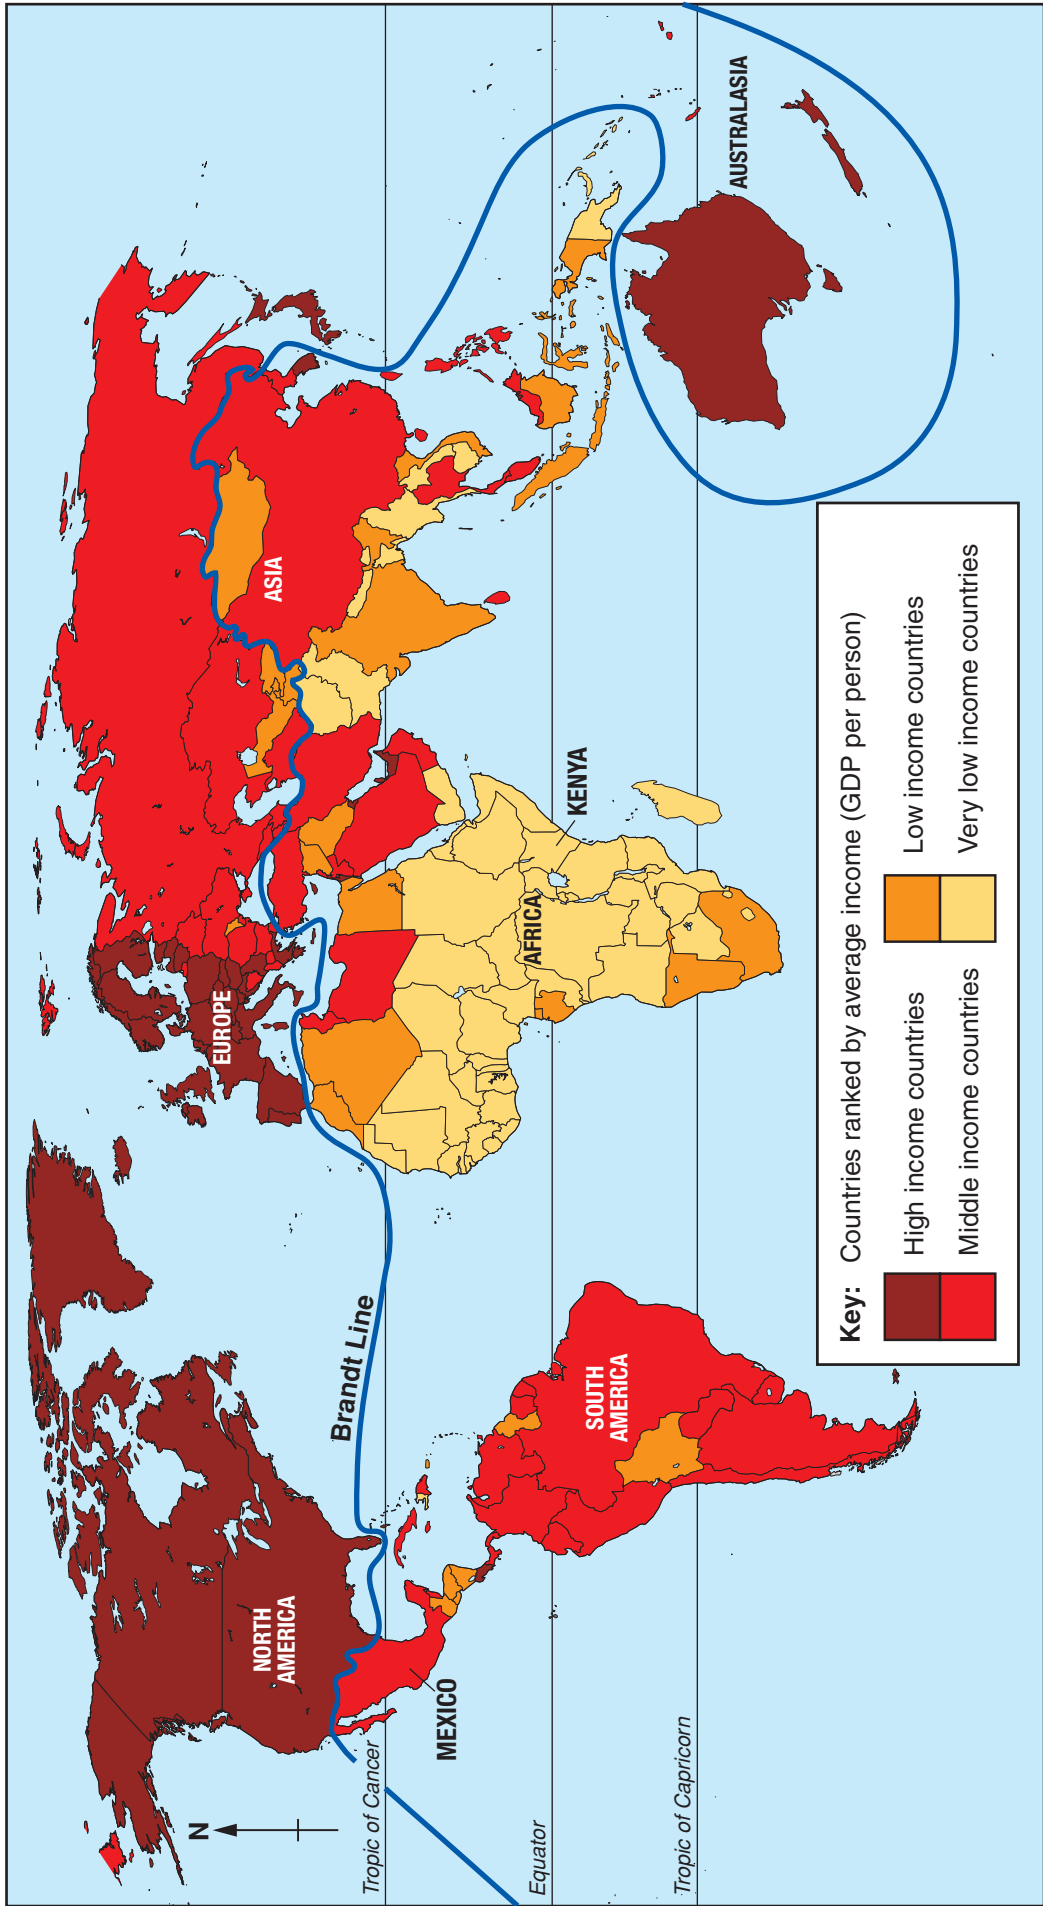 NORTH
AMERICA
EUROPE
ASIA
Brandt Line
MEXICO
AFRICA
KENYA
SOUTH
AMERICA
AUSTRALASIA
N
Tropic of Cancer
Equator
Tropic of Capricorn
Key: Countries ranked by average income (GDP per person)
High income countries
Low income countries
Middle income countries
Very low income countries